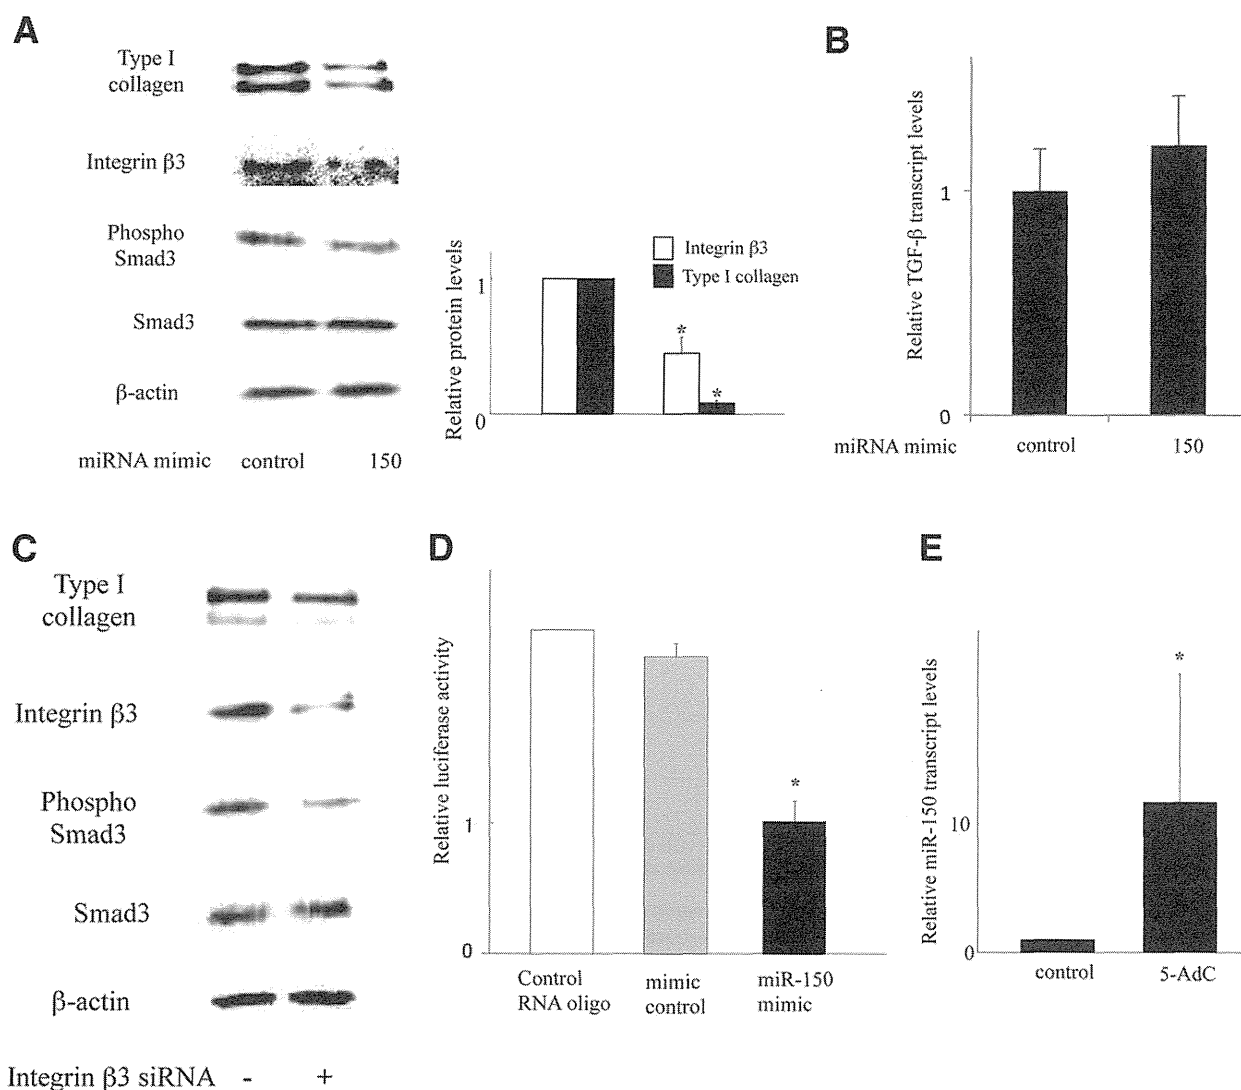 A
Type I
collagen
Integrin β3
Phospho
Smad3
Smad3
β-actin
miRNA mimic control 150
Relative protein levels
1
0
Integrin β3
Type I collagen
*
*
B
Relative TGF-β transcript levels
1
0
miRNA mimic control 150
C
Type I
collagen
Integrin β3
Phospho
Smad3
Smad3
β-actin
Integrin β3 siRNA - +
D
Relative luciferase activity
1
0
*
Control
RNA oligo
mimic
control
miR-150
mimic
E
Relative miR-150 transcript levels
10
0
*
control 5-AdC